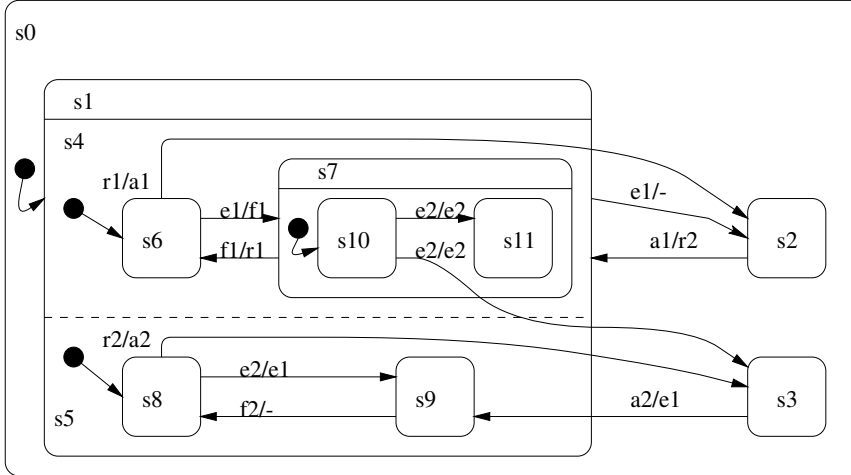 s0
s1
s4
s7
r1/a1
e1/-
e1/f1
e2/e2
s6
s10
s11
s2
f1/r1
e2/e2
a1/r2
r2/a2
e2/e1
s8
s9
s3
s5
f2/-
a2/e1